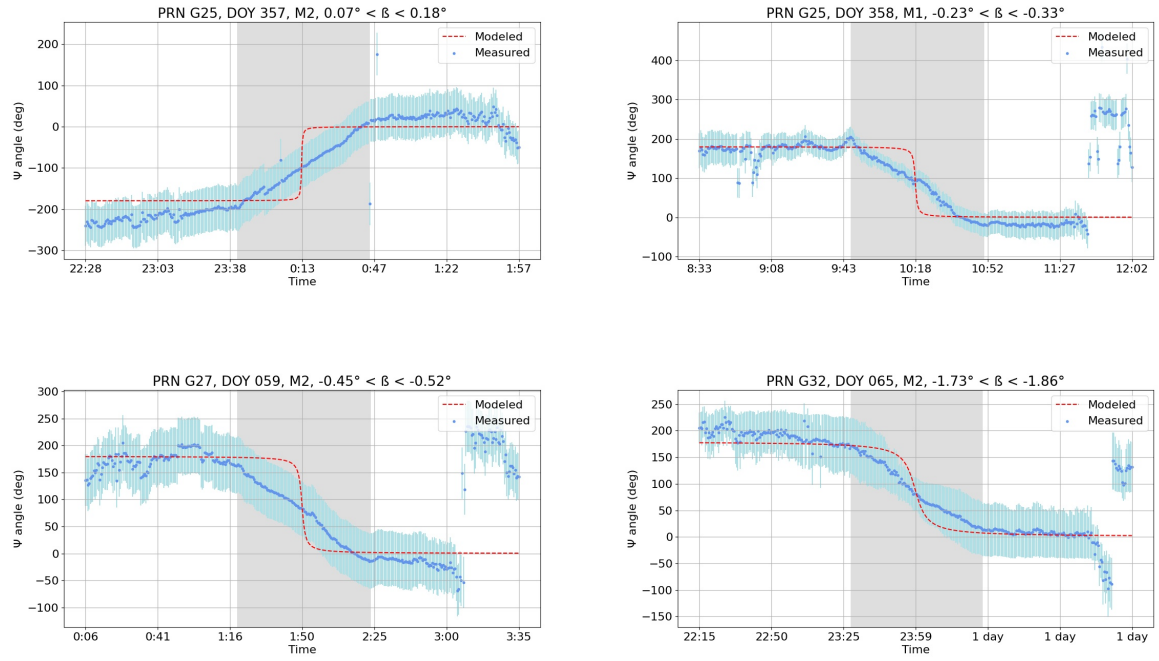 PRN G25, DOY 357, M2, 0.07° < ß < 0.18°
Modeled
Measured
200
100
0
−100
−200
−300
Ψ angle (deg)
22:28 23:03 23:38 0:13 0:47 1:22 1:57
Time
PRN G25, DOY 358, M1, -0.23° < ß < -0.33°
Modeled
Measured
400
300
200
100
0
−100
Ψ angle (deg)
8:33 9:08 9:43 10:18 10:52 11:27 12:02
Time
PRN G27, DOY 059, M2, -0.45° < ß < -0.52°
Modeled
Measured
300
250
200
150
100
50
0
−50
−100
Ψ angle (deg)
0:06 0:41 1:16 1:50 2:25 3:00 3:35
Time
PRN G32, DOY 065, M2, -1.73° < ß < -1.86°
Modeled
Measured
250
200
150
100
50
0
−50
−100
−150
Ψ angle (deg)
22:15 22:50 23:25 23:59 1 day 1 day 1 day
Time